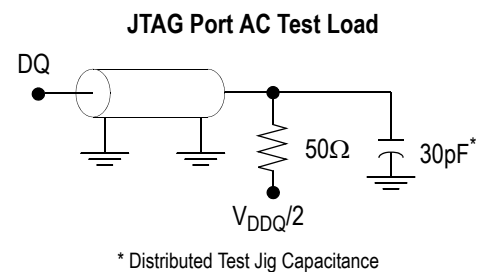 JTAG Port AC Test Load
DQ
50Ω
30pF*
VDDQ/2
* Distributed Test Jig Capacitance